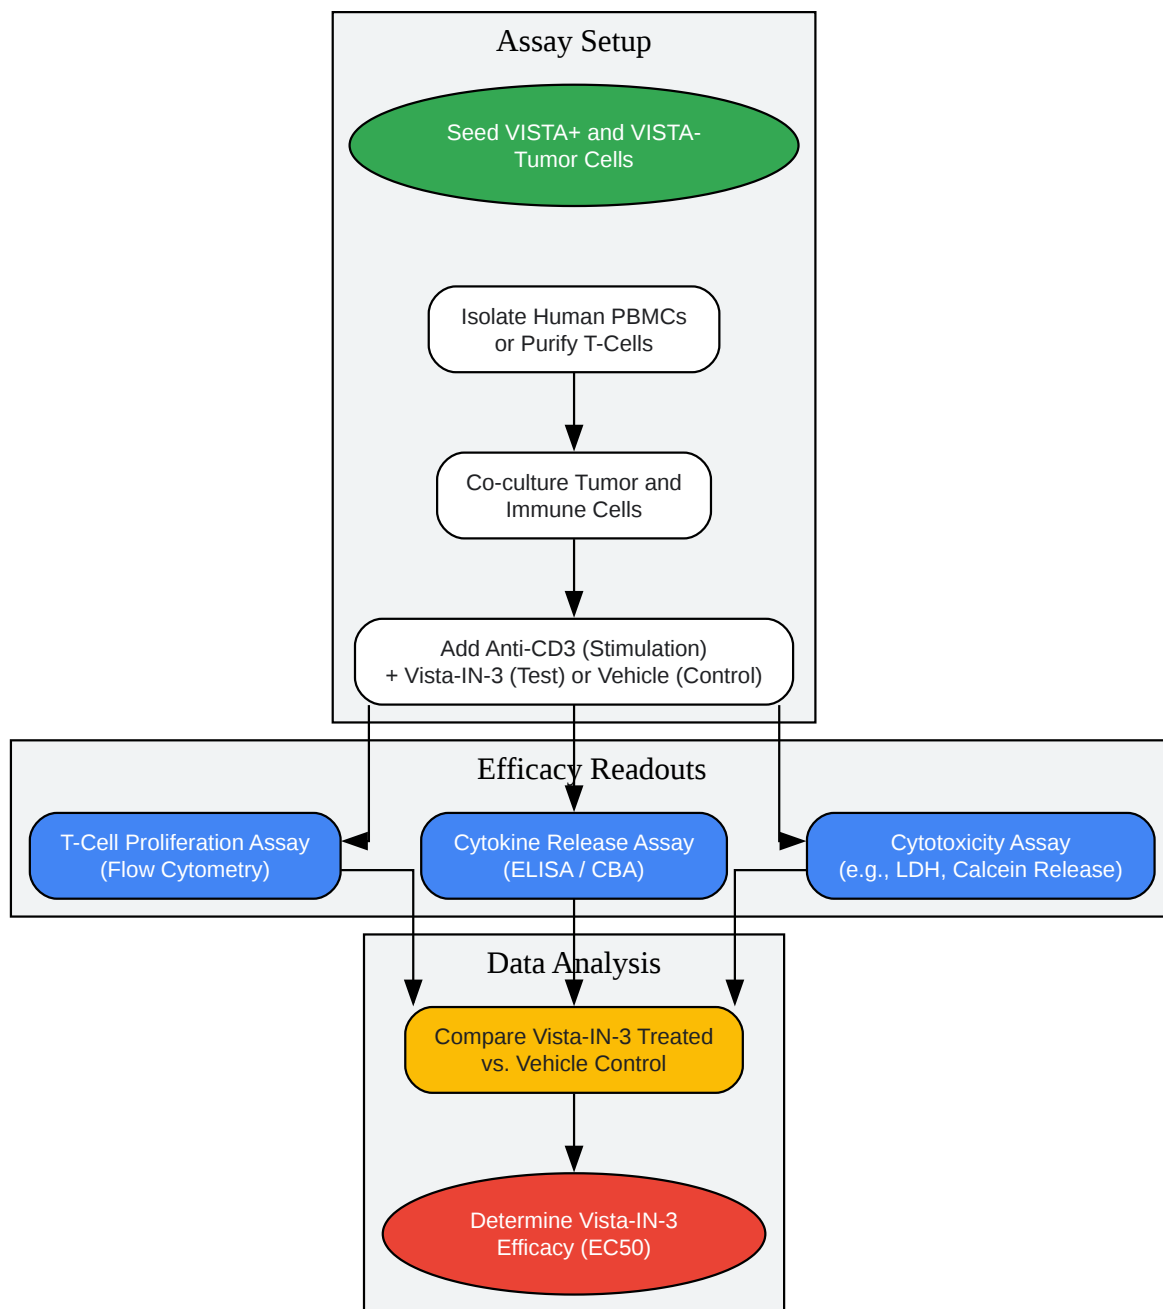 Assay Setup
Seed VISTA+ and VISTA-
Tumor Cells
Isolate Human PBMCs
or Purify T-Cells
Co-culture Tumor and
Immune Cells
Add Anti-CD3 (Stimulation)
+ Vista-IN-3 (Test) or Vehicle (Control)
Efficacy Readouts
T-Cell Proliferation Assay
(Flow Cytometry)
Cytokine Release Assay
(ELISA / CBA)
Cytotoxicity Assay
(e.g., LDH, Calcein Release)
Data Analysis
Compare Vista-IN-3 Treated
vs. Vehicle Control
Determine Vista-IN-3
Efficacy (EC50)